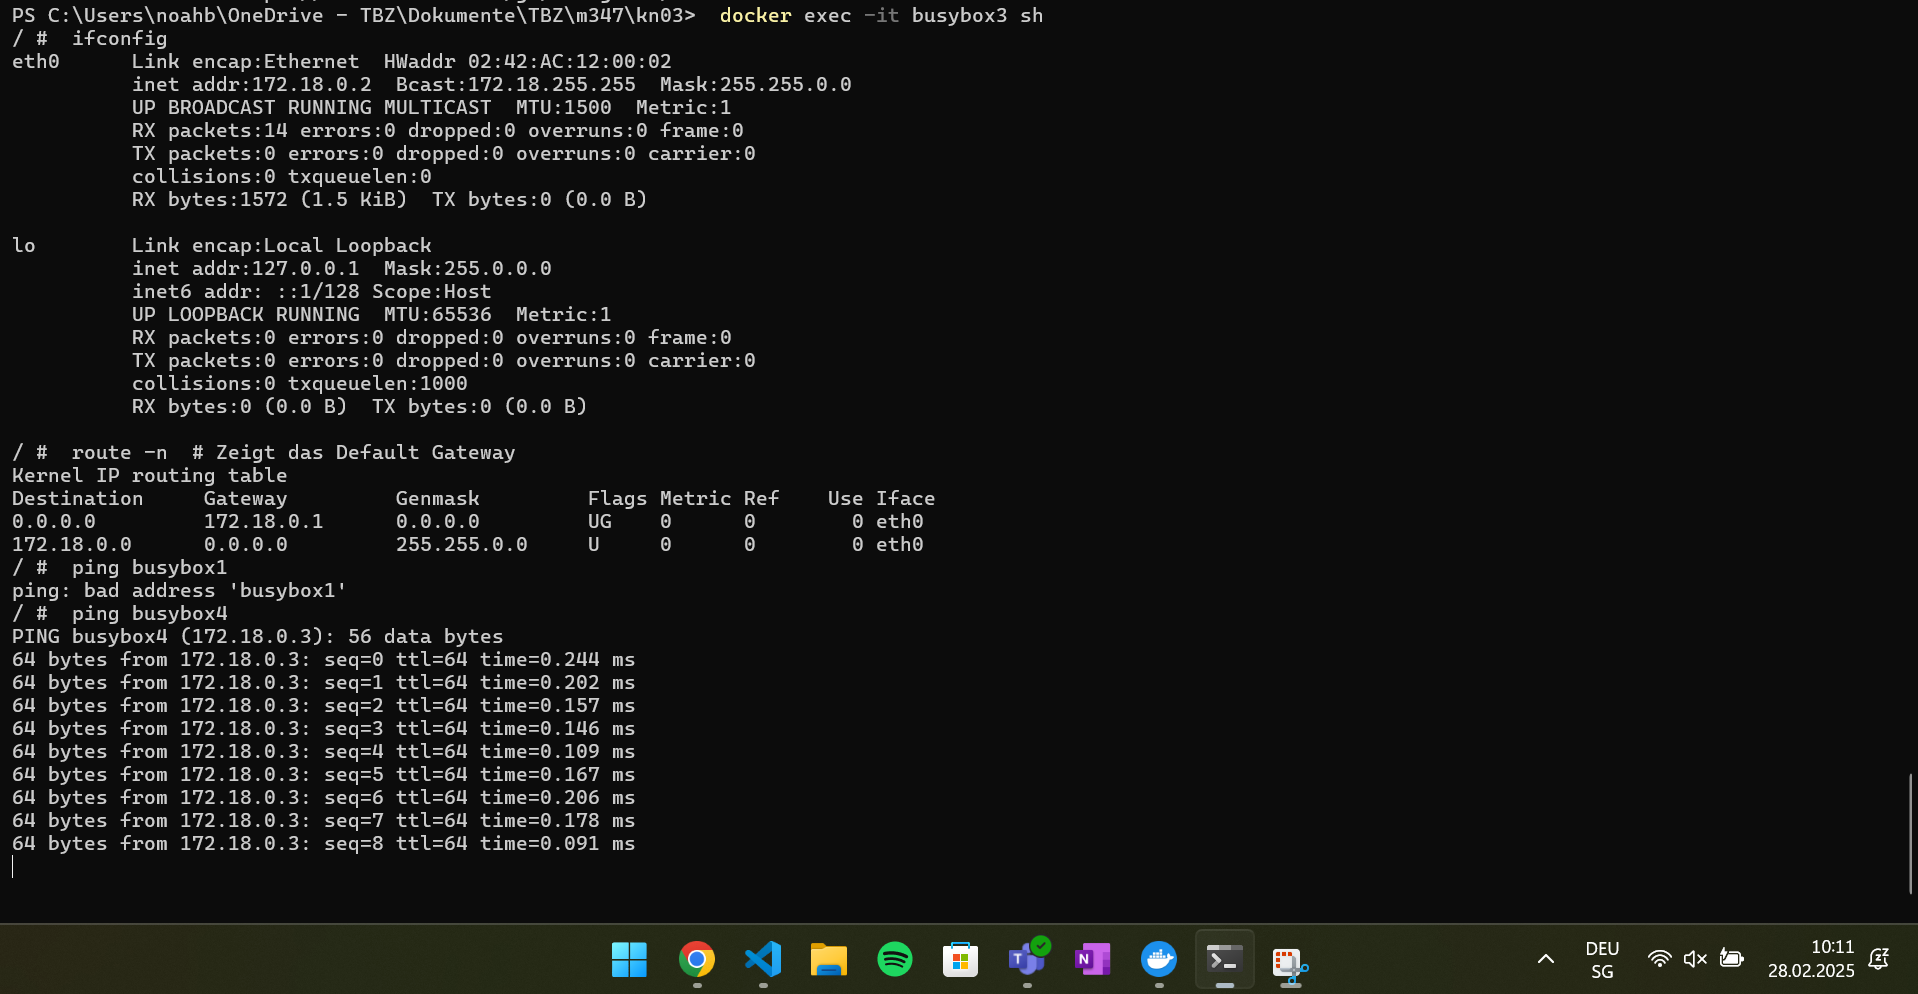 PS C:\Users\noahb\OneDrive - TBZ\Dokumente\TBZ\m347\kn03>  docker exec -it busybox3 sh
/ #  ifconfig
eth0      Link encap:Ethernet  HWaddr 02:42:AC:12:00:02
          inet addr:172.18.0.2  Bcast:172.18.255.255  Mask:255.255.0.0
          UP BROADCAST RUNNING MULTICAST  MTU:1500  Metric:1
          RX packets:14 errors:0 dropped:0 overruns:0 frame:0
          TX packets:0 errors:0 dropped:0 overruns:0 carrier:0
          collisions:0 txqueuelen:0
          RX bytes:1572 (1.5 KiB)  TX bytes:0 (0.0 B)

lo        Link encap:Local Loopback
          inet addr:127.0.0.1  Mask:255.0.0.0
          inet6 addr: ::1/128 Scope:Host
          UP LOOPBACK RUNNING  MTU:65536  Metric:1
          RX packets:0 errors:0 dropped:0 overruns:0 frame:0
          TX packets:0 errors:0 dropped:0 overruns:0 carrier:0
          collisions:0 txqueuelen:1000
          RX bytes:0 (0.0 B)  TX bytes:0 (0.0 B)

/ #  route -n  # Zeigt das Default Gateway
Kernel IP routing table
Destination     Gateway         Genmask         Flags Metric Ref    Use Iface
0.0.0.0         172.18.0.1      0.0.0.0         UG    0      0        0 eth0
172.18.0.0      0.0.0.0         255.255.0.0     U     0      0        0 eth0
/ #  ping busybox1
ping: bad address 'busybox1'
/ #  ping busybox4
PING busybox4 (172.18.0.3): 56 data bytes
64 bytes from 172.18.0.3: seq=0 ttl=64 time=0.244 ms
64 bytes from 172.18.0.3: seq=1 ttl=64 time=0.202 ms
64 bytes from 172.18.0.3: seq=2 ttl=64 time=0.157 ms
64 bytes from 172.18.0.3: seq=3 ttl=64 time=0.146 ms
64 bytes from 172.18.0.3: seq=4 ttl=64 time=0.109 ms
64 bytes from 172.18.0.3: seq=5 ttl=64 time=0.167 ms
64 bytes from 172.18.0.3: seq=6 ttl=64 time=0.206 ms
64 bytes from 172.18.0.3: seq=7 ttl=64 time=0.178 ms
64 bytes from 172.18.0.3: seq=8 ttl=64 time=0.091 ms
DEU
SG
10:11
28.02.2025